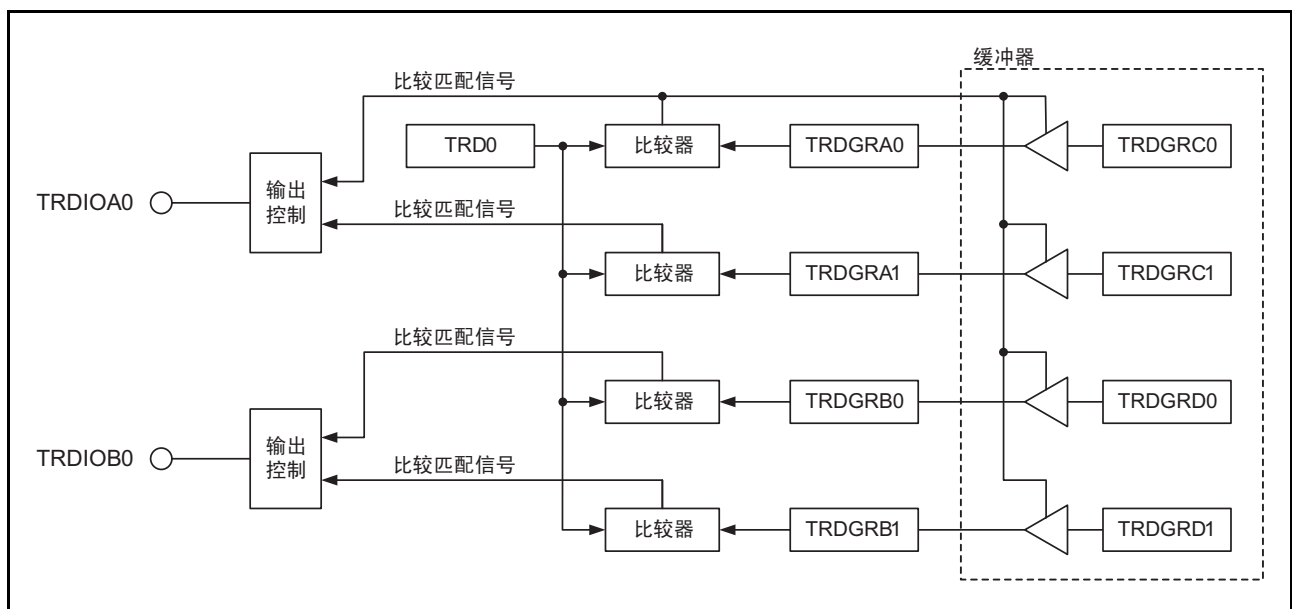 缓冲器
比较匹配信号
TRD0
比较器
TRDGRA0
TRDGRC0
TRDIOA0
输出
控制
比较匹配信号
比较器
TRDGRA1
TRDGRC1
比较匹配信号
比较器
TRDGRB0
TRDGRD0
TRDIOB0
输出
控制
比较匹配信号
比较器
TRDGRB1
TRDGRD1